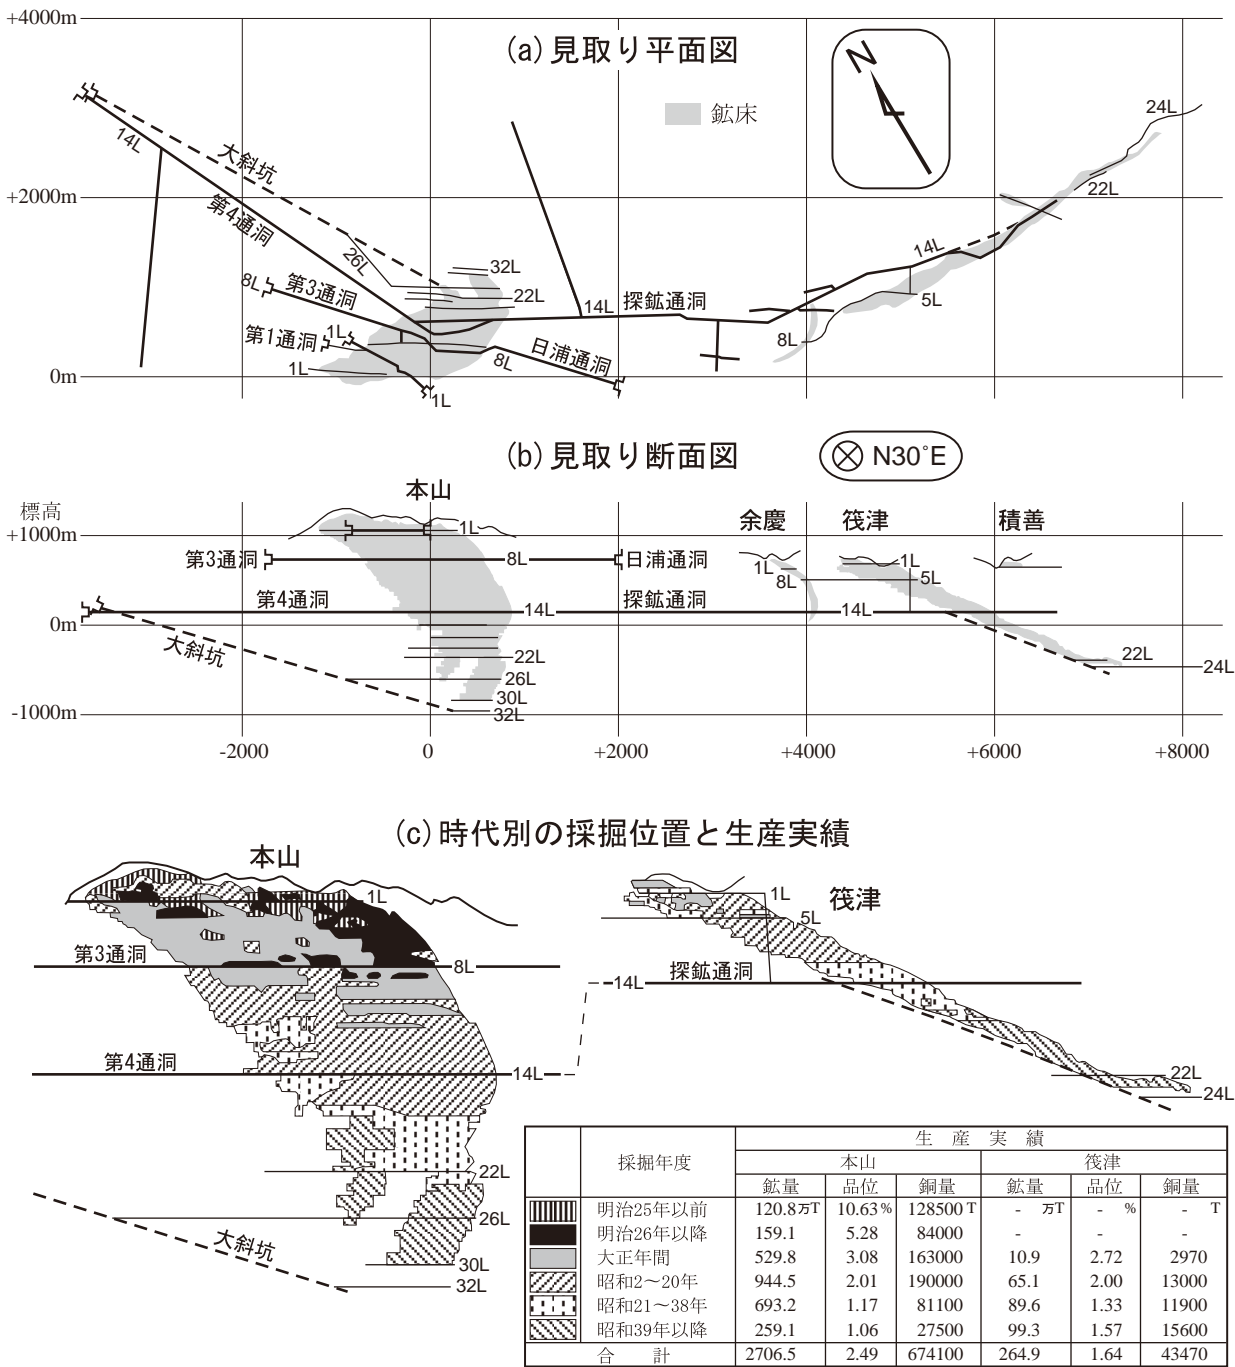 +4000m
(a)見取り平面図
N
鉱床
24L
14L
大斜坑
+2000m
22L
第4通洞
14L
26L
32L
8L
第3通洞
22L
14L
探鉱通洞
5L
第1通洞
1L
8L
日浦通洞
8L
1L
0m
1L
(b)見取り断面図
N30°E
本山
標高
余慶
筏津
積善
+1000m
1L
第3通洞
8L
日浦通洞
1L
1L
8L
5L
第4通洞
14L
探鉱通洞
14L
0m
大斜坑
22L
22L
24L
26L
30L
-1000m
32L
-2000
0
+2000
+4000
+6000
+8000
(c)時代別の採掘位置と生産実績
本山
筏津
1L
1L
5L
第3通洞
8L
探鉱通洞
14L
第4通洞
14L
22L
24L
22L
26L
大斜坑
30L
32L
採掘年度 生産実績
本山 筏津
鉱量 品位 銅量 鉱量 品位 銅量
明治25年以前 120.8万T 10.63% 128500T - 万T - % - T
明治26年以降 159.1 5.28 84000 - - -
大正年間 529.8 3.08 163000 10.9 2.72 2970
昭和2～20年 944.5 2.01 190000 65.1 2.00 13000
昭和21～38年 693.2 1.17 81100 89.6 1.33 11900
昭和39年以降 259.1 1.06 27500 99.3 1.57 15600
合計 2706.5 2.49 674100 264.9 1.64 43470